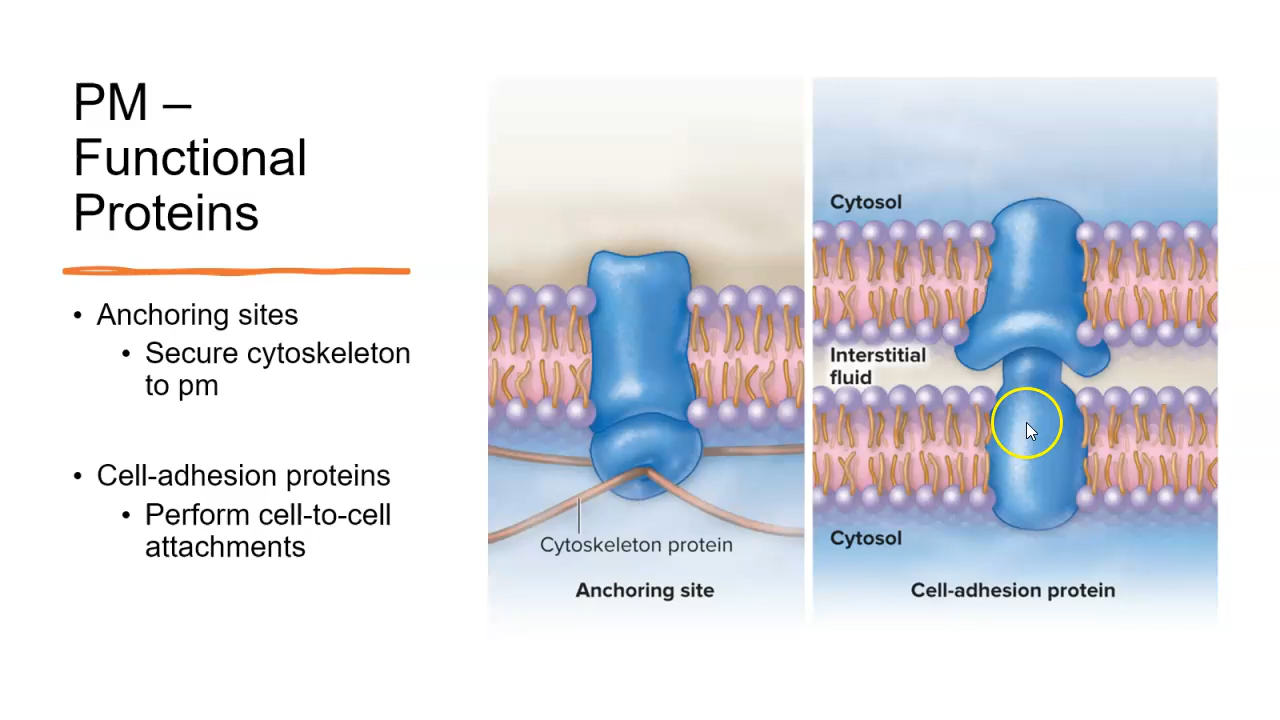 PM –
Functional
Proteins
• Anchoring sites
• Secure cytoskeleton
to pm
• Cell-adhesion proteins
• Perform cell-to-cell
attachments
Cytoskeleton protein
Anchoring site
Cytosol
Interstitial
fluid
Cytosol
Cell-adhesion protein